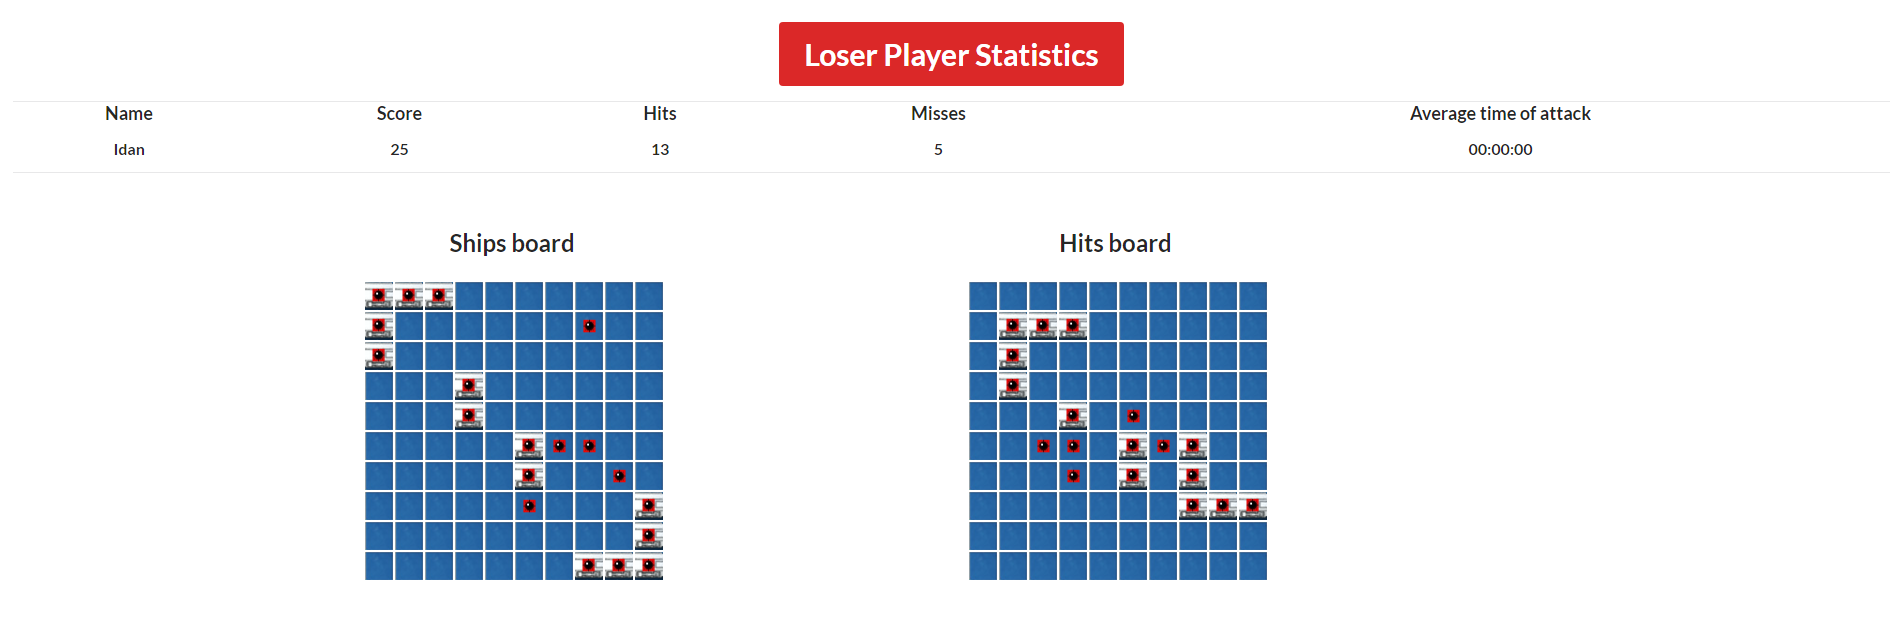 Loser Player Statistics
Name Score Hits Misses Average time of attack
Idan 25 13 5 00:00:00
Ships board Hits board